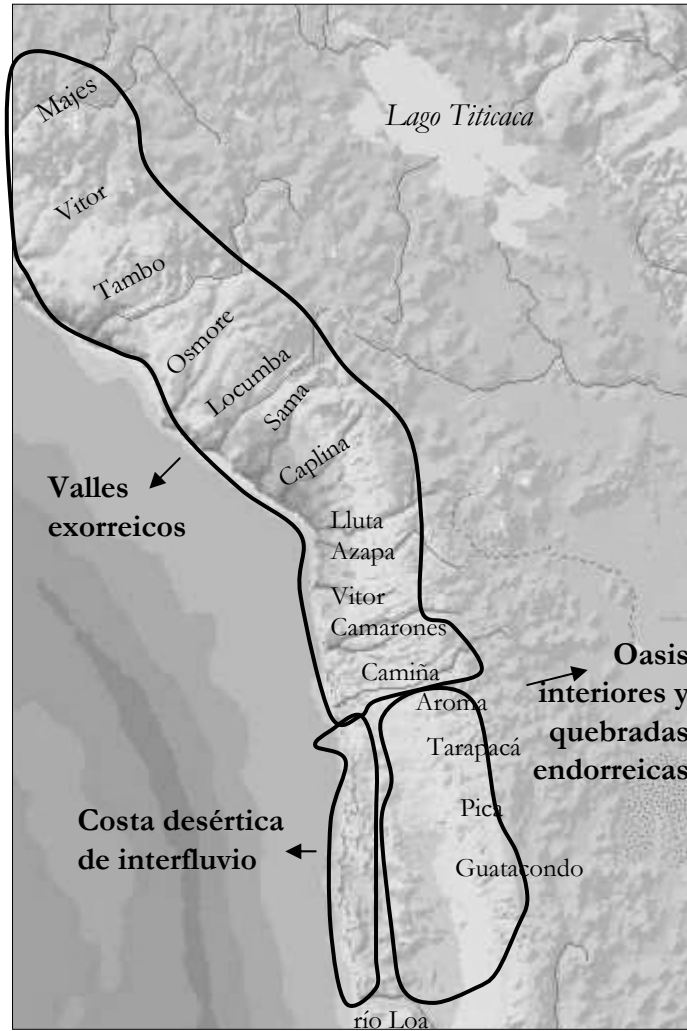 Majes
Lago Titicaca
Vitor
Tambo
Osmore
Locumba
Sama
Caplina
Valles
exorreicos
Lluta
Azapa
Vitor
Camarones
Camiña
Aroma
Oasis
interiores y
quebradas
endorreicas
Tarapacá
Pica
Guatacondo
Costa desértica
de interfluvio
río Loa